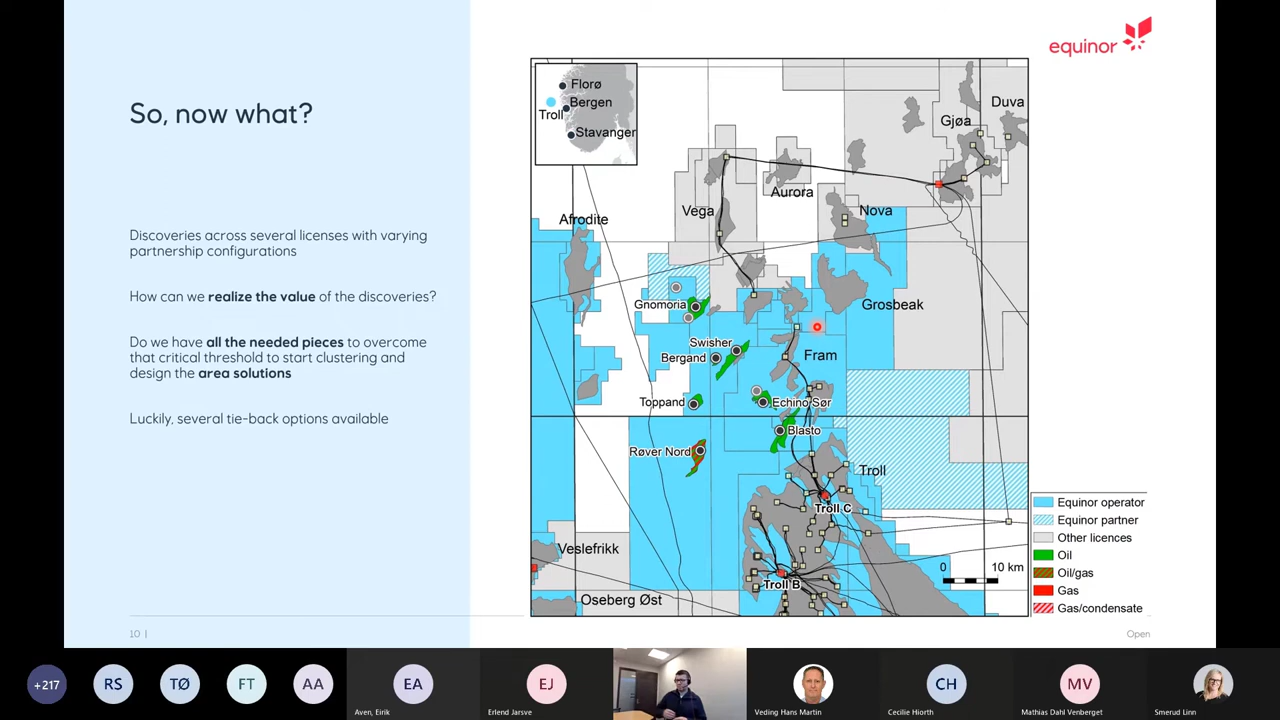 equinor
So, now what?
Discoveries across several licenses with varying
partnership configurations
How can we realize the value of the discoveries?
Do we have all the needed pieces to overcome
that critical threshold to start clustering and
design the area solutions
Luckily, several tie-back options available
Florø
Bergen
Troll
Stavanger
Duva
Gjøa
Aurora
Vega
Nova
Afrodite
Gnomoria
Grosbeak
Swisher
Bergand
Fram
Toppand
Echino Sør
Blasto
Røver Nord
Troll
Troll C
Veslefrikk
Troll B
Oseberg Øst
0 10 km
Equinor operator
Equinor partner
Other licences
Oil
Oil/gas
Gas
Gas/condensate
10 |
Open
+217
RS
TØ
FT
AA
EA
Aven, Eirik
EJ
Erlend Jarsve
Veding Hans Martin
CH
Cecilie Hiorth
MV
Mathias Dahl Venberget
Smerud Linn